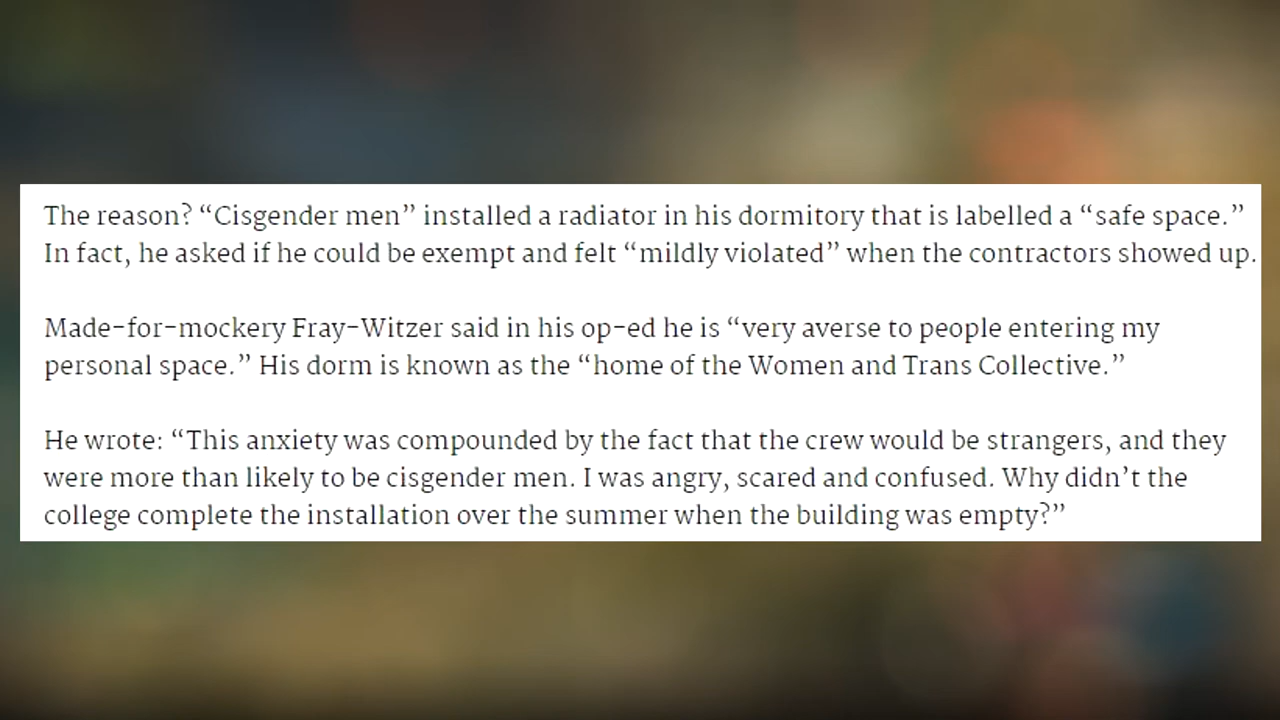 The reason? “Cisgender men” installed a radiator in his dormitory that is labelled a “safe space.”
In fact, he asked if he could be exempt and felt “mildly violated” when the contractors showed up.
Made-for-mockery Fray-Witzer said in his op-ed he is “very averse to people entering my
personal space.” His dorm is known as the “home of the Women and Trans Collective.”
He wrote: “This anxiety was compounded by the fact that the crew would be strangers, and they
were more than likely to be cisgender men. I was angry, scared and confused. Why didn’t the
college complete the installation over the summer when the building was empty?”